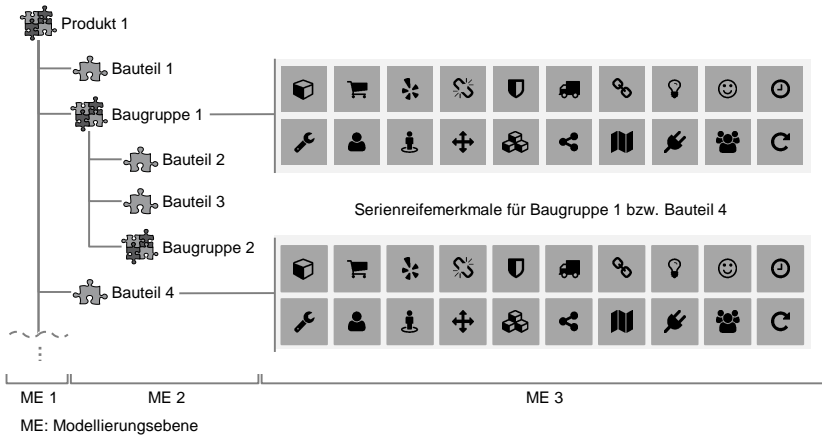 Produkt 1
Bauteil 1
Baugruppe 1
Bauteil 2
Bauteil 3
Serienreifemerkmale für Baugruppe 1 bzw. Bauteil 4
Baugruppe 2
Bauteil 4
ME 1 ME 2 ME 3
ME: Modellierungsebene